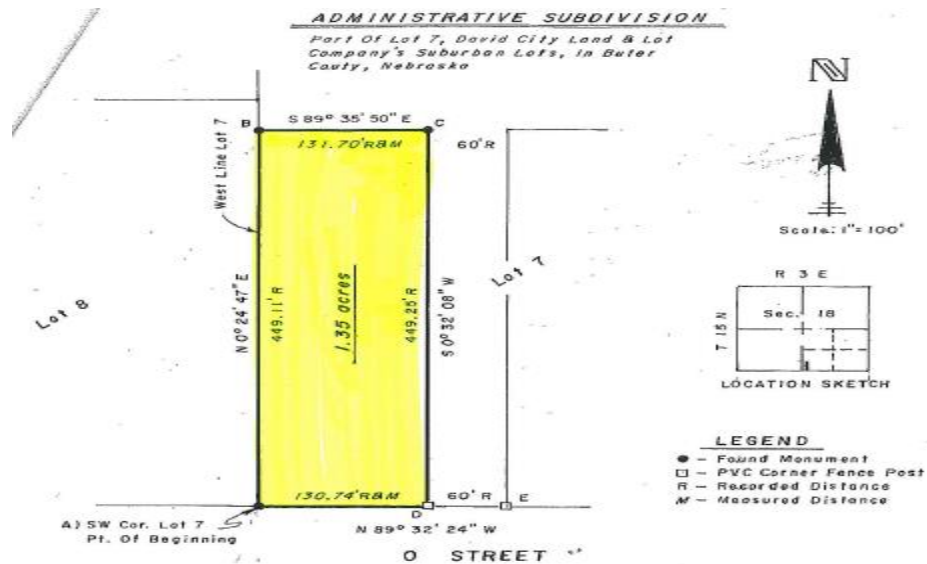 ADMINISTRATIVE SUBDIVISION
Part Of Lot 7, David City Land & Lot
Company's Suburban Lots, in Buter
Couty, Nebraska
N
B
S 89° 35' 50" E
C
131.70' R&M
60' R
West Line Lot 7
Scale: 1" = 100'
Lot 8
N 0° 24' 47" E
449.11' R
1.35 acres
449.25' R
S 0° 32' 08" W
Lot 7
R 3 E
T 15 N
Sec. 18
LOCATION SKETCH
LEGEND
● – Found Monument
□ – PVC Corner Fence Post
R – Recorded Distance
M – Measured Distance
130.74' R&M
60' R
E
A) SW Cor. Lot 7
Pt. Of Beginning
D
N 89° 32' 24" W
O STREET